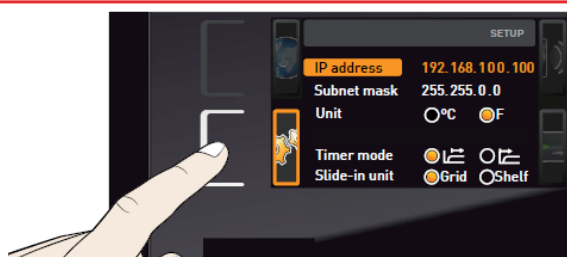 SETUP
IP address 192.168.100.100
Subnet mask 255.255.0.0
Unit °C F
Timer mode
Slide-in unit Grid Shelf